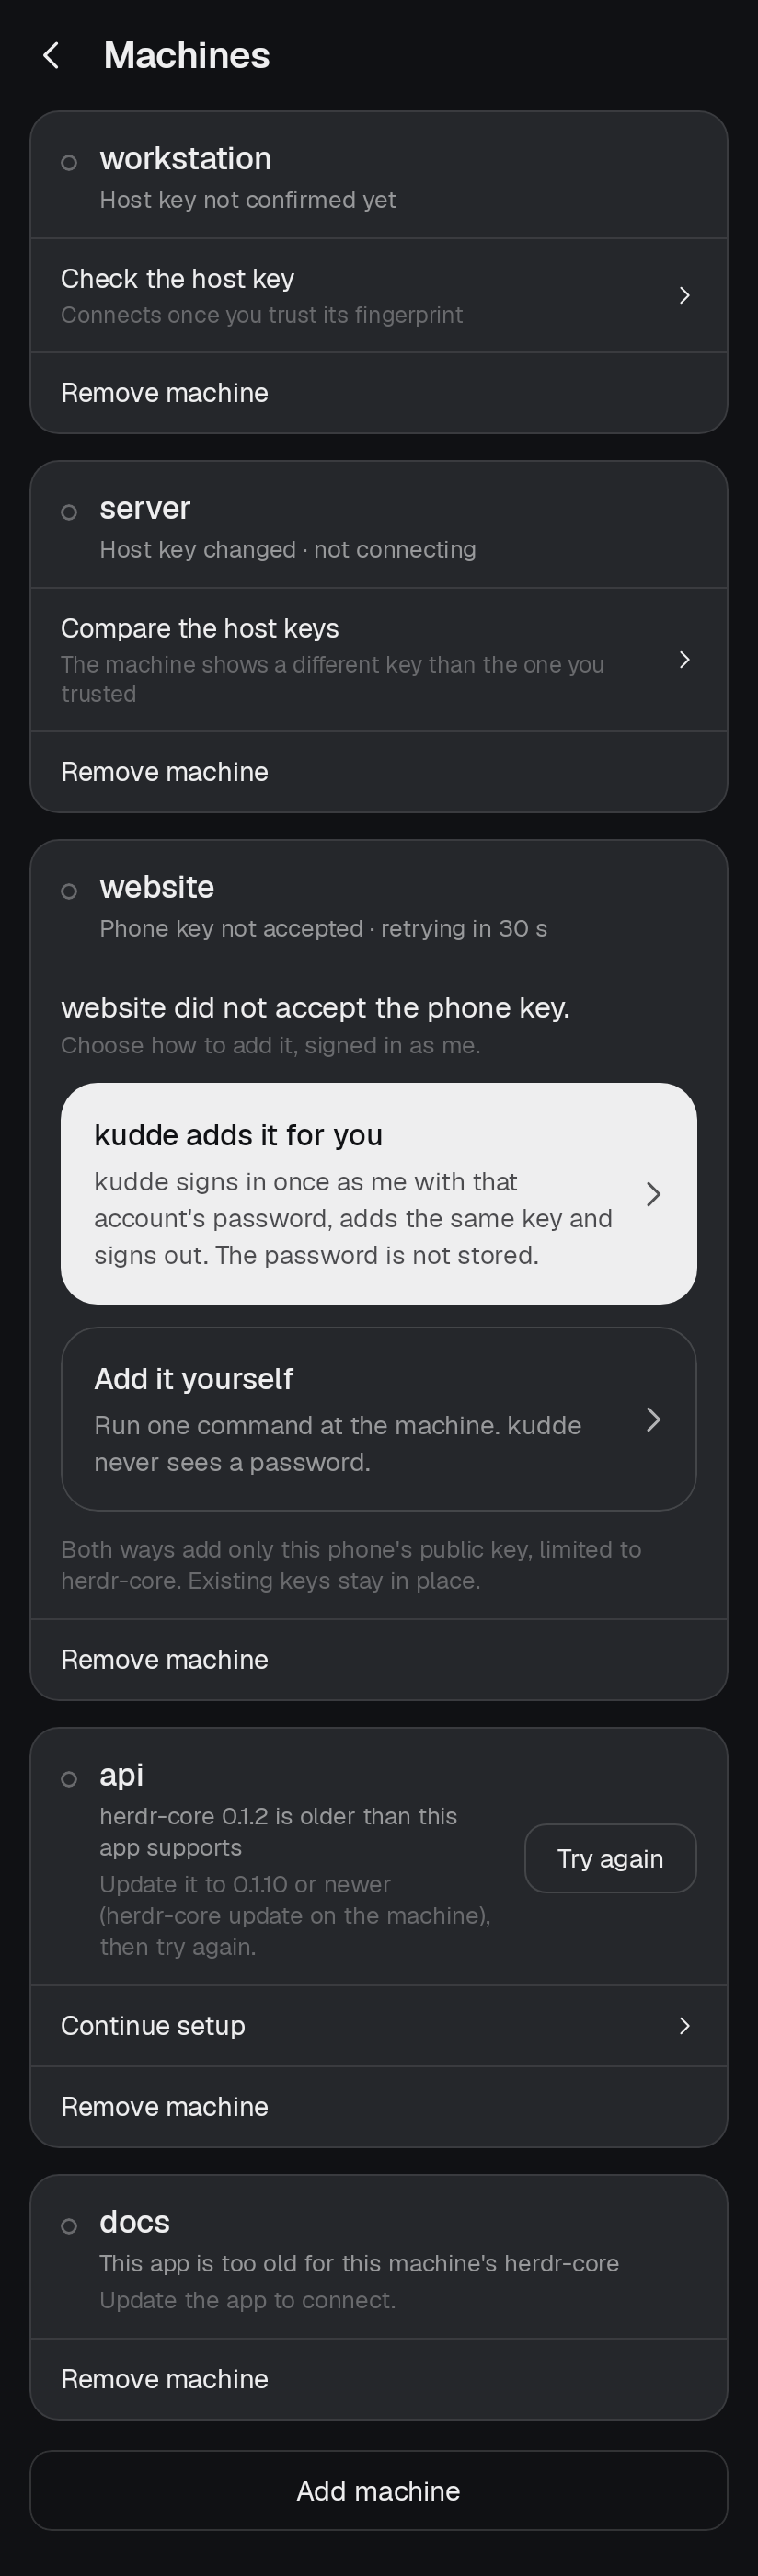 Machines
workstation
Host key not confirmed yet
Check the host key
Connects once you trust its fingerprint
Remove machine
server
Host key changed · not connecting
Compare the host keys
The machine shows a different key than the one you
trusted
Remove machine
website
Phone key not accepted · retrying in 30 s
website did not accept the phone key.
Choose how to add it, signed in as me.
kudde adds it for you
kudde signs in once as me with that
account's password, adds the same key and
signs out. The password is not stored.
Add it yourself
Run one command at the machine. kudde
never sees a password.
Both ways add only this phone's public key, limited to
herdr-core. Existing keys stay in place.
Remove machine
api
herdr-core 0.1.2 is older than this
app supports
Update it to 0.1.10 or newer
(herdr-core update on the machine),
then try again.
Try again
Continue setup
Remove machine
docs
This app is too old for this machine's herdr-core
Update the app to connect.
Remove machine
Add machine